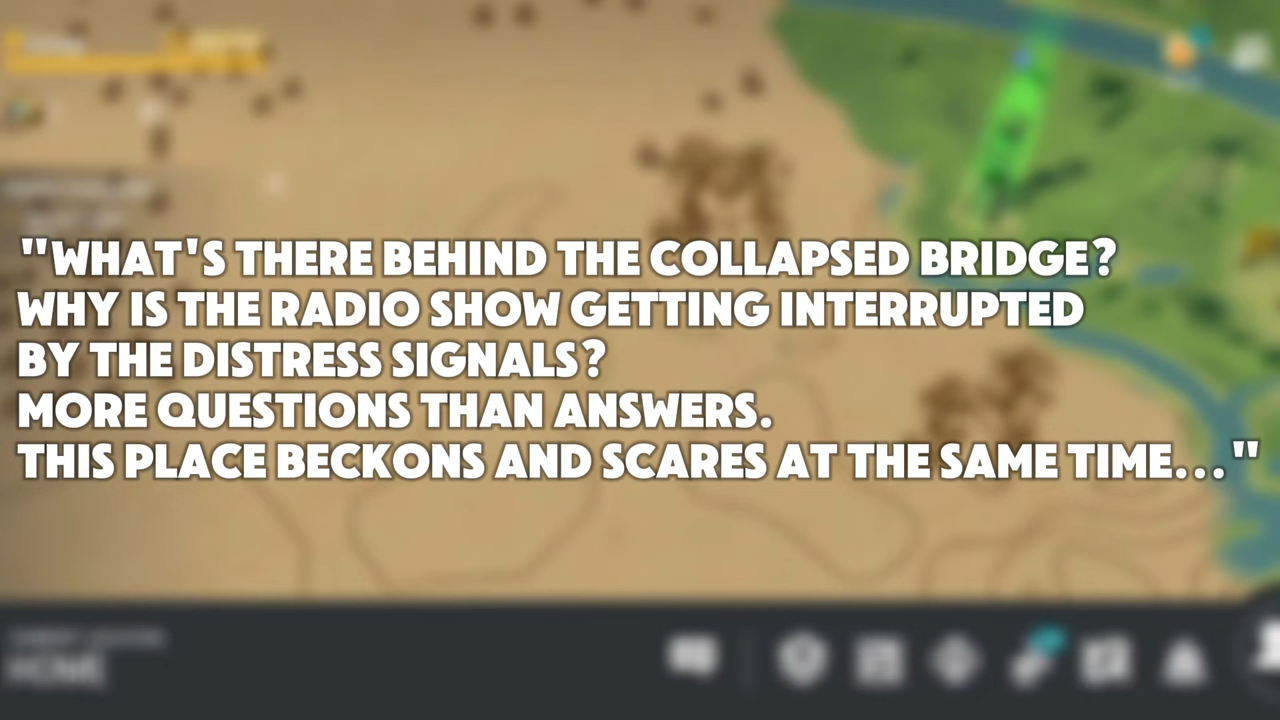 "WHAT'S THERE BEHIND THE COLLAPSED BRIDGE?
WHY IS THE RADIO SHOW GETTING INTERRUPTED
BY THE DISTRESS SIGNALS?
MORE QUESTIONS THAN ANSWERS.
THIS PLACE BECKONS AND SCARES AT THE SAME TIME..."
HOME